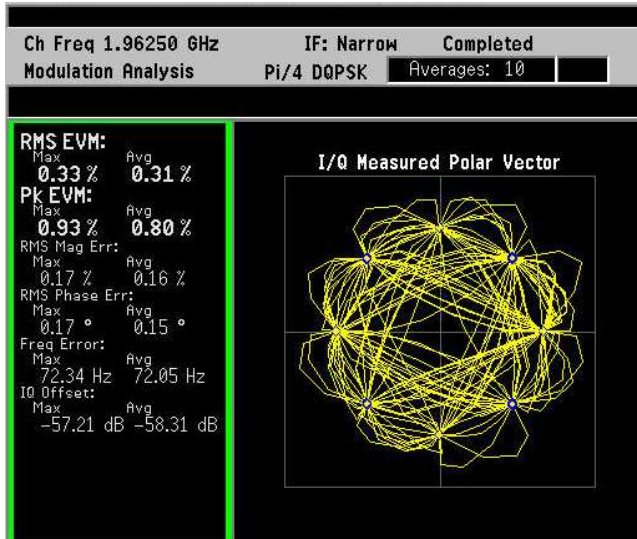 Ch Freq 1.96250 GHz IF: Narrow Completed
Modulation Analysis Pi/4 DQPSK Averages: 10
RMS EVM:
Max Avg
0.33 % 0.31 %
Pk EVM:
Max Avg
0.93 % 0.80 %
RMS Mag Err:
Max Avg
0.17 % 0.16 %
RMS Phase Err:
Max Avg
0.17 ° 0.15 °
Freq Error:
Max Avg
72.34 Hz 72.05 Hz
IQ Offset:
Max Avg
-57.21 dB -58.31 dB
I/Q Measured Polar Vector